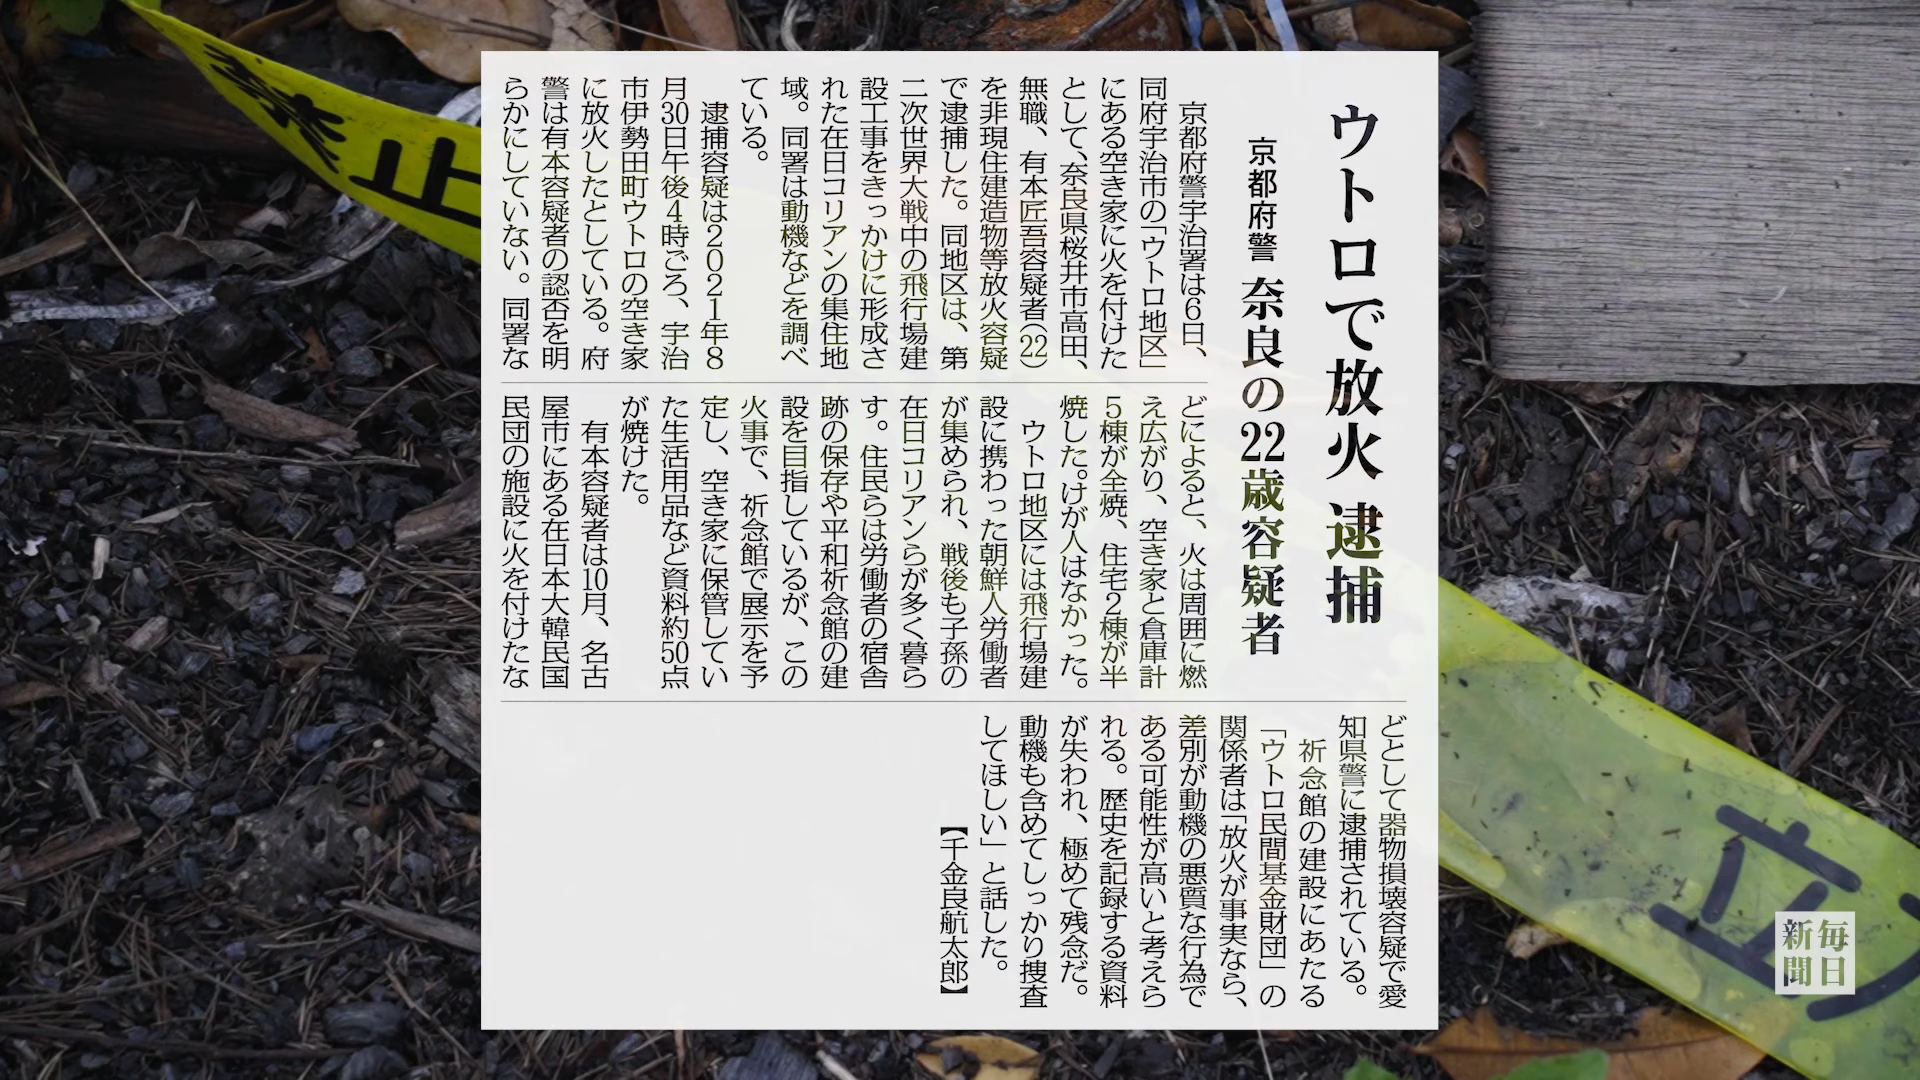 ウトロで放火 逮捕
京都府警 奈良の22歳容疑者
京都府警宇治署は6日、
同府宇治市の「ウトロ地区」
にある空き家に火を付けた
として、奈良県桜井市高田、
無職、有本匠吾容疑者(22)
を非現住建造物等放火容疑
で逮捕した。同地区は、第
二次世界大戦中の飛行場建
設工事をきっかけに形成さ
れた在日コリアンの集住地
域。同署は動機などを調べ
ている。
逮捕容疑は2021年8
月30日午後4時ごろ、宇治
市伊勢田町ウトロの空き家
に放火したとしている。府
警は有本容疑者の認否を明
らかにしていない。同署な
どによると、火は周囲に燃
え広がり、空き家と倉庫計
5棟が全焼、住宅2棟が半
焼した。けが人はなかった。
ウトロ地区には飛行場建
設に携わった朝鮮人労働者
が集められ、戦後も子孫の
在日コリアンらが多く暮ら
す。住民らは労働者の宿舎
跡の保存や平和祈念館の建
設を目指しているが、この
火事で、祈念館で展示を予
定し、空き家に保管してい
た生活用品など資料約50点
が焼けた。
有本容疑者は10月、名古
屋市にある在日本大韓民国
民団の施設に火を付けたな
どとして器物損壊容疑で愛
知県警に逮捕されている。
祈念館の建設にあたる
「ウトロ民間基金財団」の
関係者は「放火が事実なら、
差別が動機の悪質な行為で
ある可能性が高いと考えら
れる。歴史を記録する資料
が失われ、極めて残念だ。
動機も含めてしっかり捜査
してほしい」と話した。
【千金良航太郎】
禁止
立
毎日
新聞